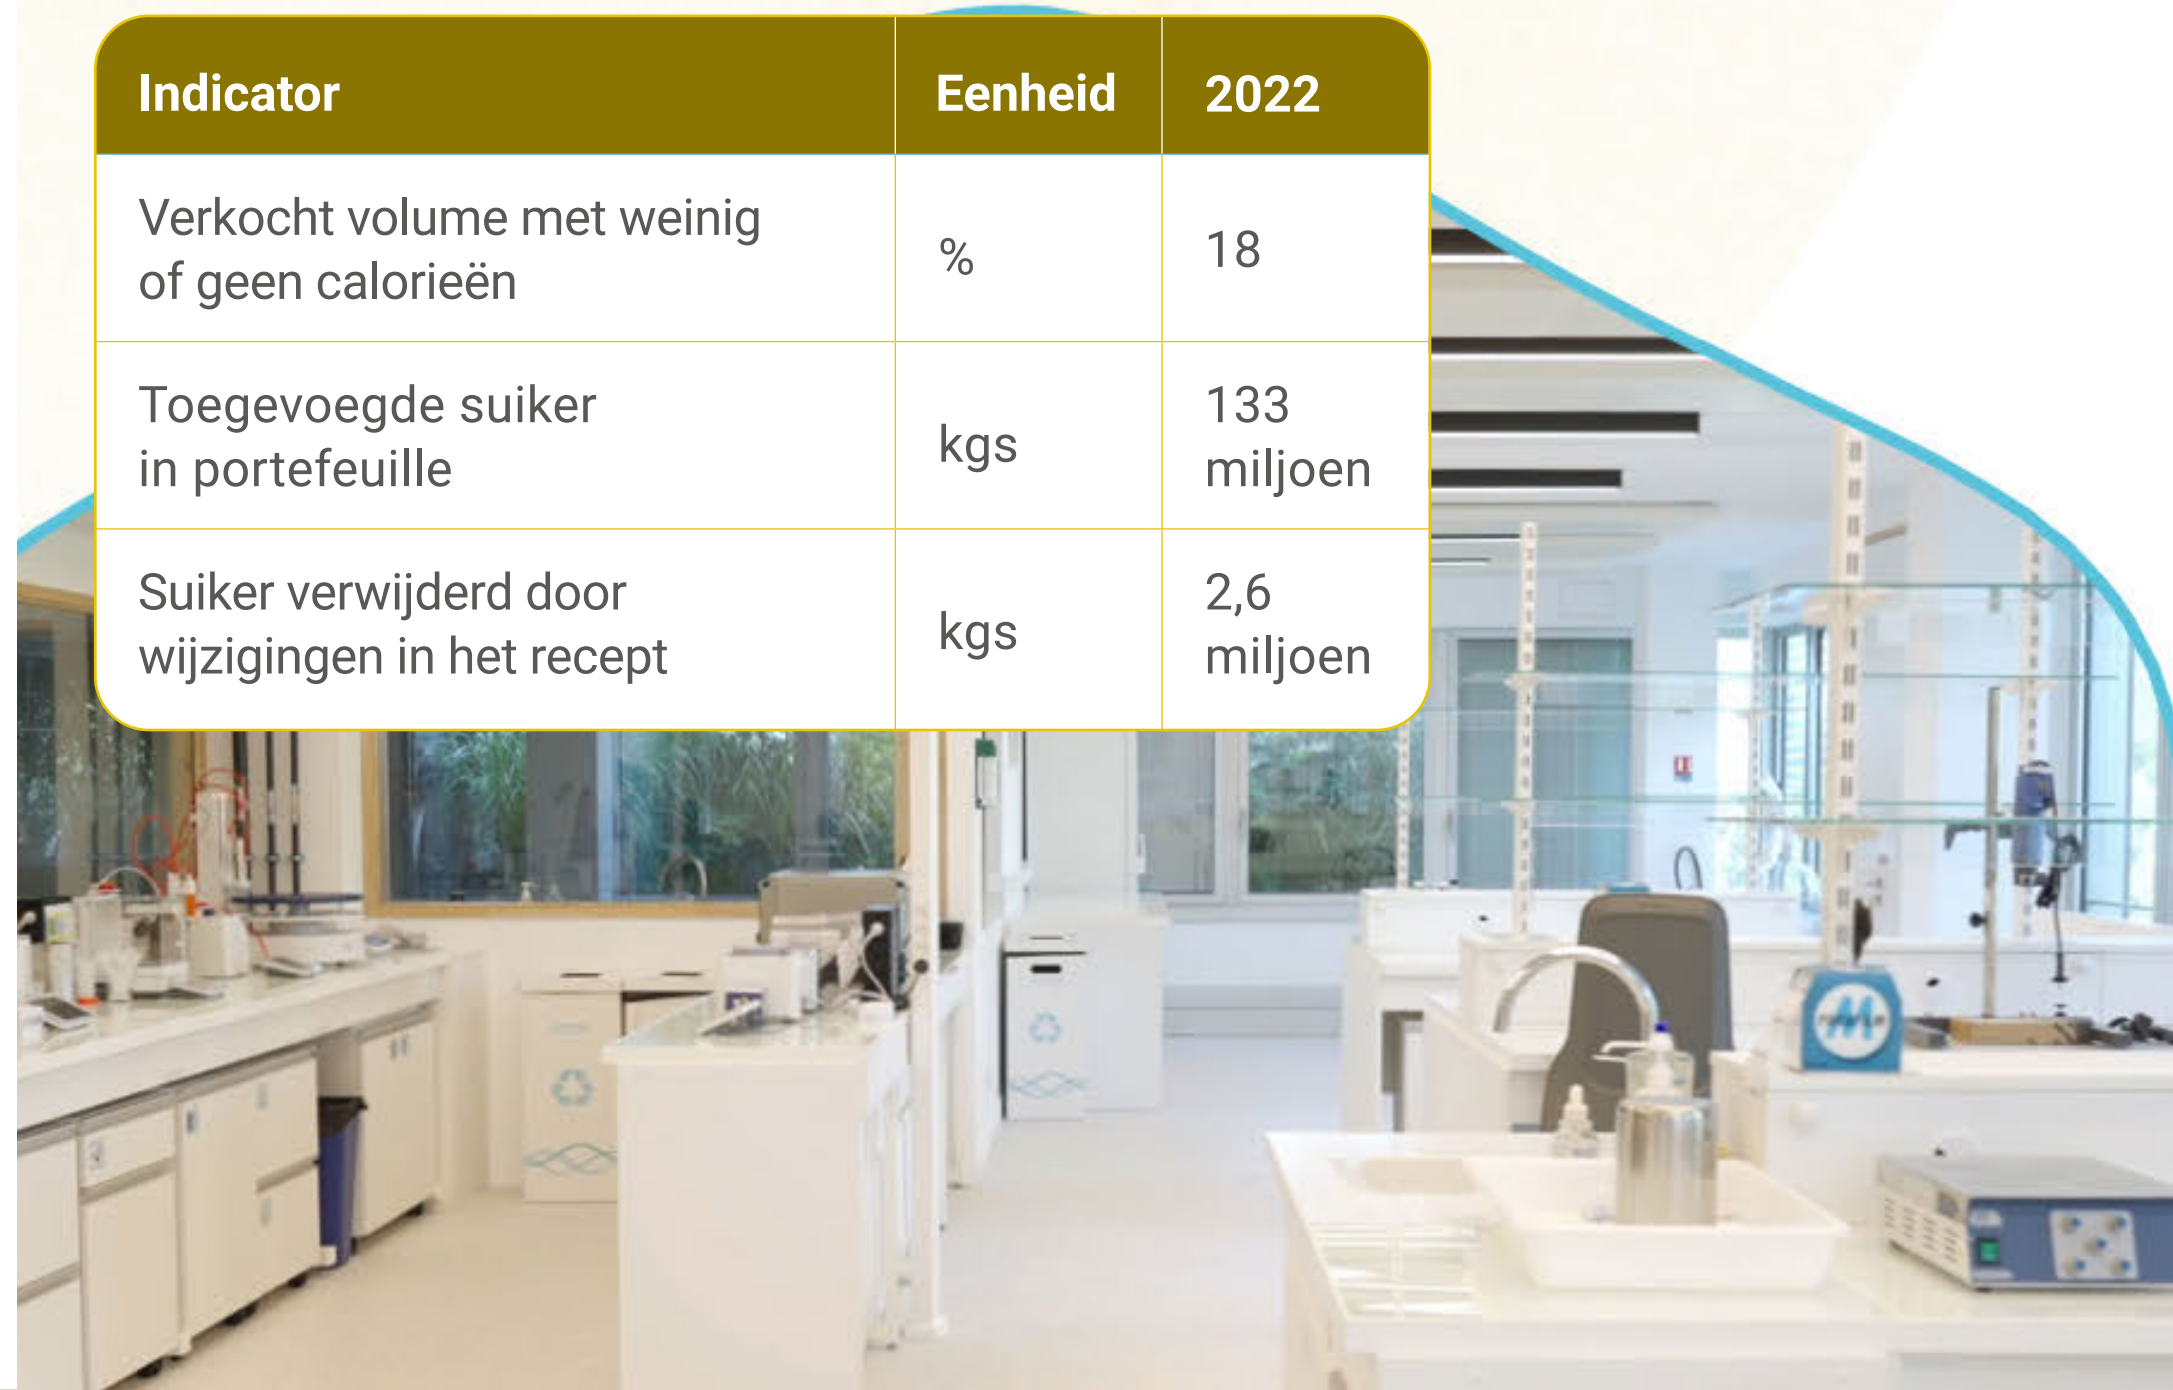 Indicator Eenheid 2022
Verkocht volume met weinig
of geen calorieën
%
18
Toegevoegde suiker
in portefeuille
kgs
133
miljoen
Suiker verwijderd door
wijzigingen in het recept
kgs
2,6
miljoen